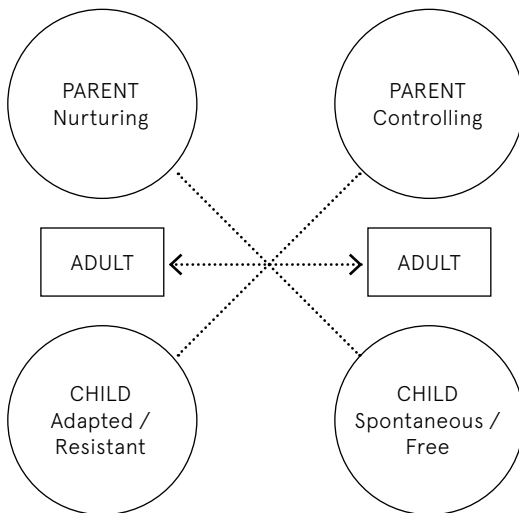 PARENT
Nurturing
PARENT
Controlling
ADULT
ADULT
CHILD
Adapted /
Resistant
CHILD
Spontaneous /
Free